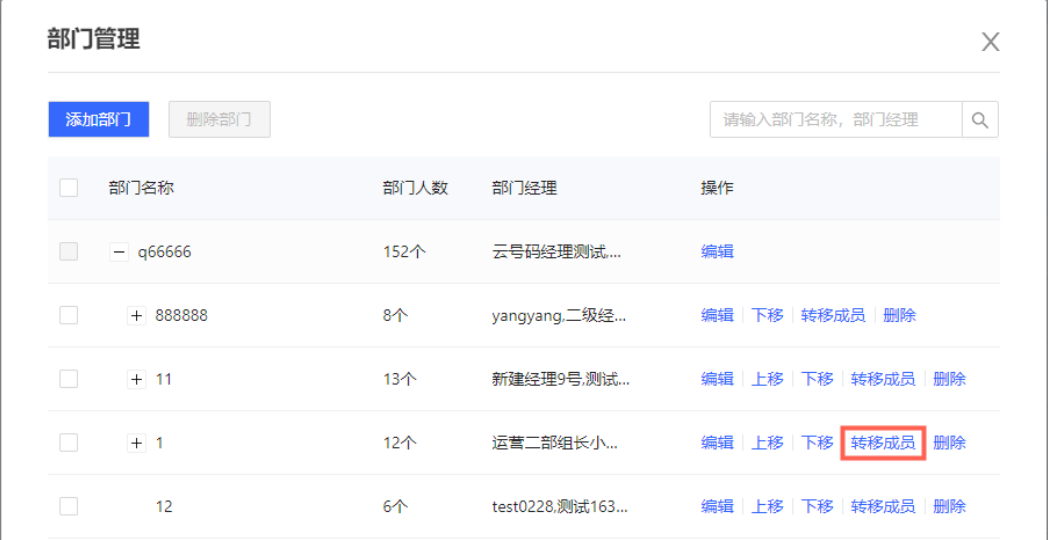 部门管理
添加部门 删除部门 请输入部门名称，部门经理
部门名称 部门人数 部门经理 操作
q66666 152个 云号码经理测试,... 编辑
888888 8个 yangyang,二级经... 编辑 下移 转移成员 删除
11 13个 新建经理9号,测试... 编辑 上移 下移 转移成员 删除
1 12个 运营二部组长小... 编辑 上移 下移 转移成员 删除
12 6个 test0228,测试163... 编辑 上移 下移 转移成员 删除